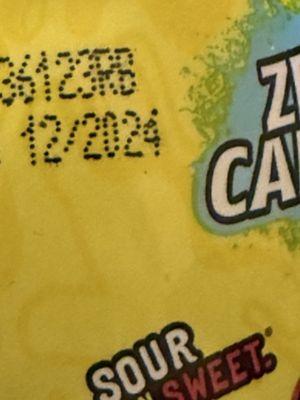 36123RB
12/2024
ZE
CA
SOUR
SWEET.